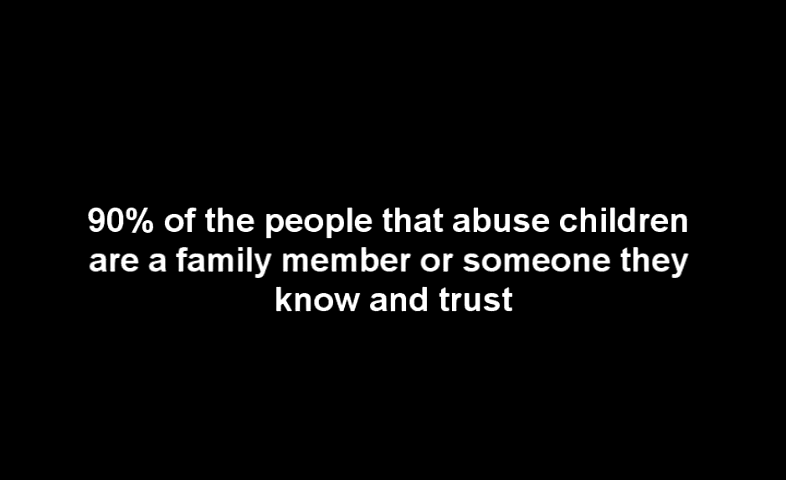 90% of the people that abuse children
are a family member or someone they
know and trust